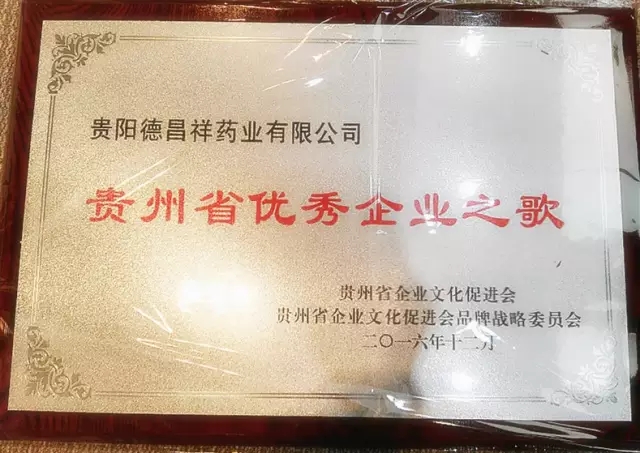 贵阳德昌祥药业有限公司
贵州省优秀企业之歌
贵州省企业文化促进会
贵州省企业文化促进会品牌战略委员会
二〇一六年十二月